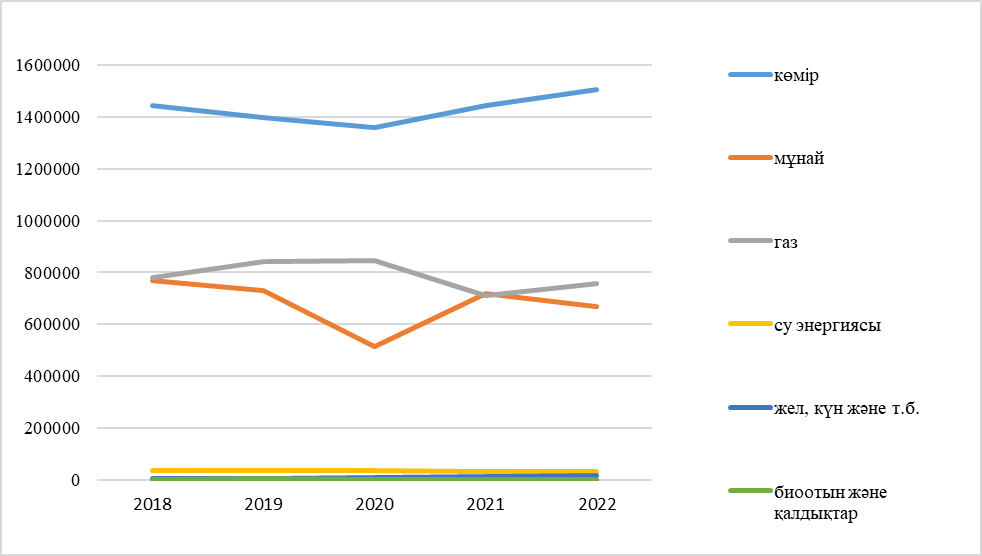 1600000
1400000
1200000
1000000
800000
600000
400000
200000
0
2018 2019 2020 2021 2022
көмір
мұнай
газ
су энергиясы
жел, күн және т.б.
биоотын және
қалдықтар